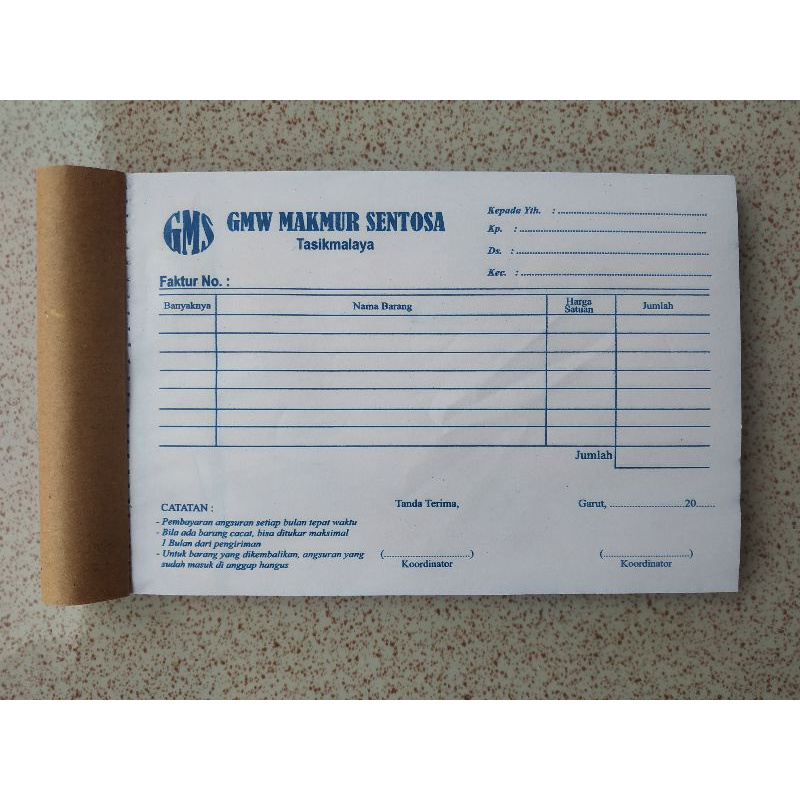 GMS
GMW MAKMUR SENTOSA
Tasikmalaya
Kepada Yth. : ......................................................
Kp. : ......................................................
Ds. : ......................................................
Kec. : ......................................................
Faktur No. :
Banyaknya Nama Barang Harga Satuan Jumlah
Jumlah
CATATAN :
- Pembayaran angsuran setiap bulan tepat waktu
- Bila ada barang cacat, bisa ditukar maksimal
1 Bulan dari pengiriman
- Untuk barang yang dikembalikan, angsuran yang
sudah masuk di anggap hangus
Tanda Terima,
(..............................)
Koordinator
Garut, ..........................20.......
(..............................)
Koordinator